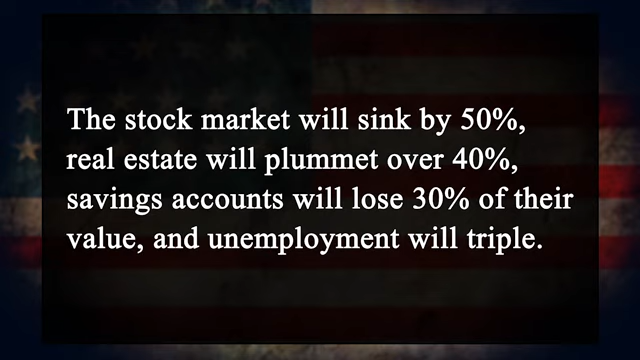 The stock market will sink by 50%,
real estate will plummet over 40%,
savings accounts will lose 30% of their
value, and unemployment will triple.